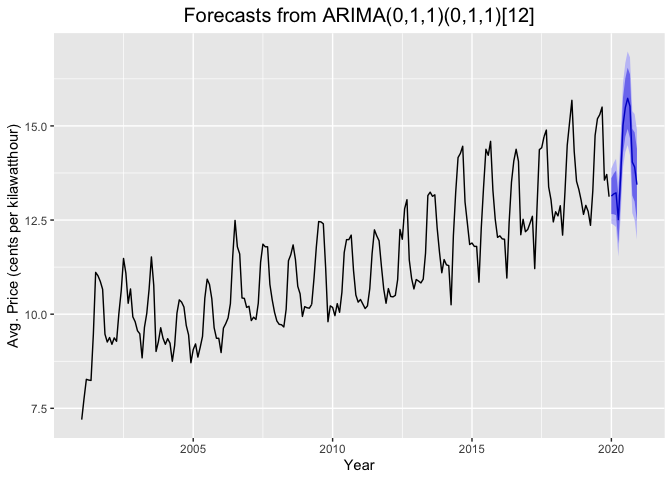 Forecasts from ARIMA(0,1,1)(0,1,1)[12]
Avg. Price (cents per kilawatthour)
15.0
12.5
10.0
7.5
2005 2010 2015 2020
Year